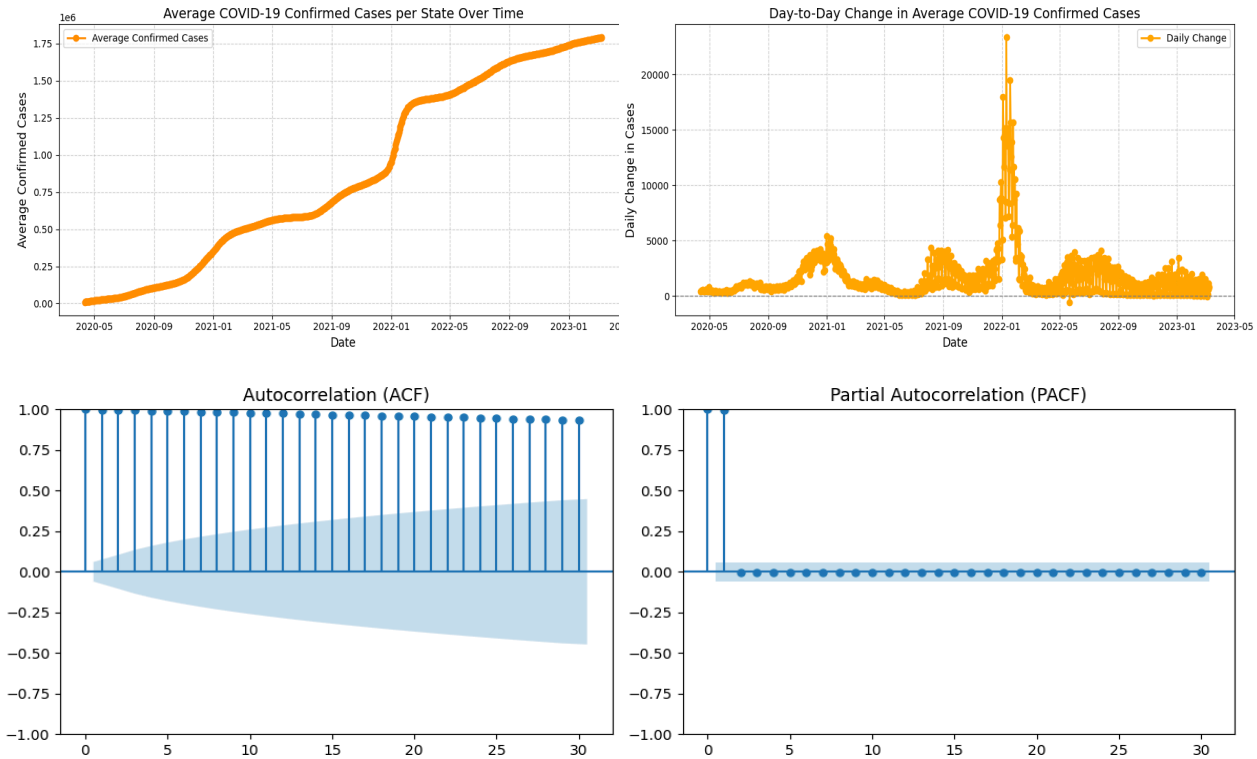 Average COVID-19 Confirmed Cases per State Over Time
1e6
Average Confirmed Cases
1.75
1.50
1.25
1.00
0.75
0.50
0.25
0.00
Average Confirmed Cases
2020-05 2020-09 2021-01 2021-05 2021-09 2022-01 2022-05 2022-09 2023-01 20
Date
Day-to-Day Change in Average COVID-19 Confirmed Cases
Daily Change
20000
15000
10000
5000
0
Daily Change in Cases
2020-05 2020-09 2021-01 2021-05 2021-09 2022-01 2022-05 2022-09 2023-01 2023-05
Date
Autocorrelation (ACF)
1.00
0.75
0.50
0.25
0.00
−0.25
−0.50
−0.75
−1.00
0 5 10 15 20 25 30
Partial Autocorrelation (PACF)
1.00
0.75
0.50
0.25
0.00
−0.25
−0.50
−0.75
−1.00
0 5 10 15 20 25 30